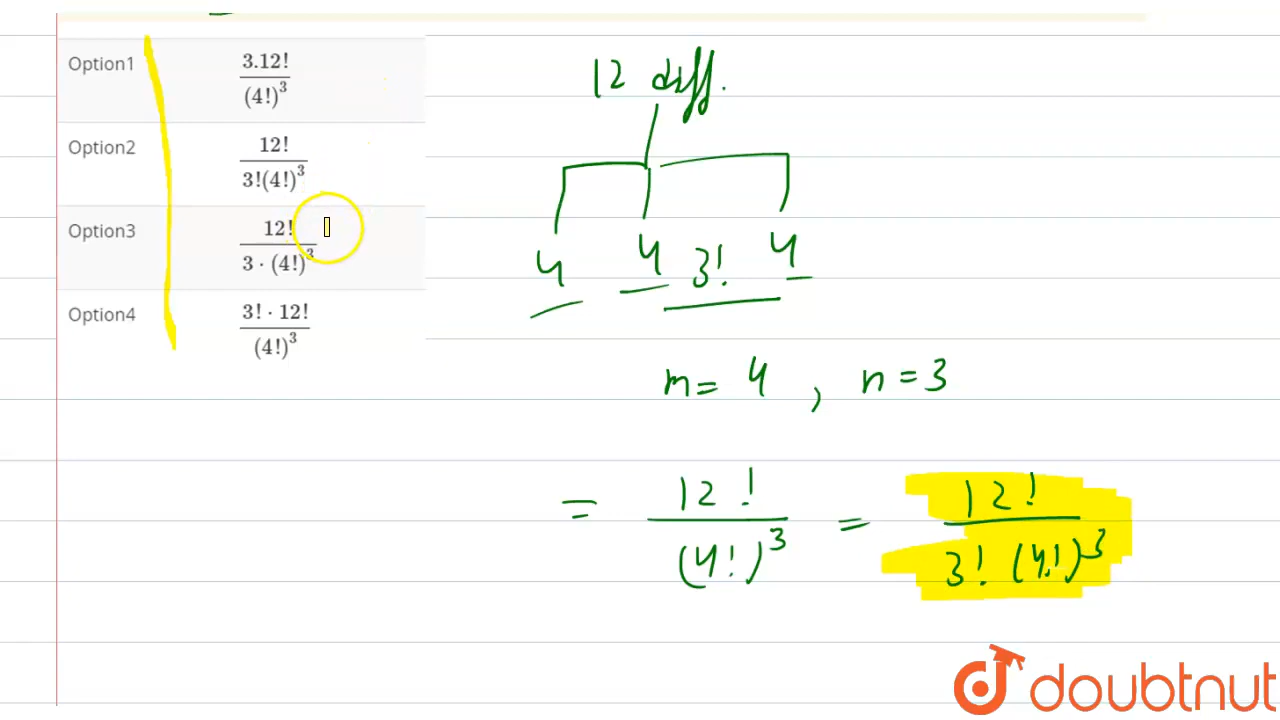 Option1 3.12! / (4!)^3
Option2 12! / 3!(4!)^3
Option3 12! / 3 · (4!)^3
Option4 3! · 12! / (4!)^3
12 diff.
4 4 3! 4
m = 4 , n = 3
= 12! / (4!)^3 = 12! / 3! (4!)^3
doubtnut